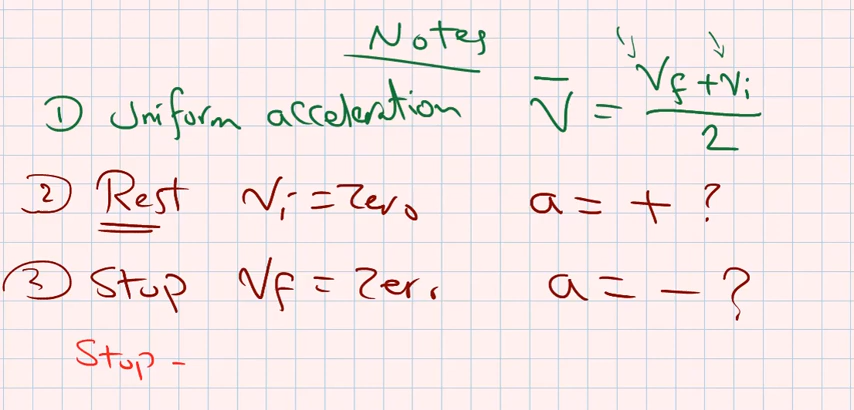 Notes
① Uniform acceleration V̅ = (Vf + Vi) / 2
② Rest Vi = Zero a = + ?
③ Stop Vf = Zero a = − ?
Stop -